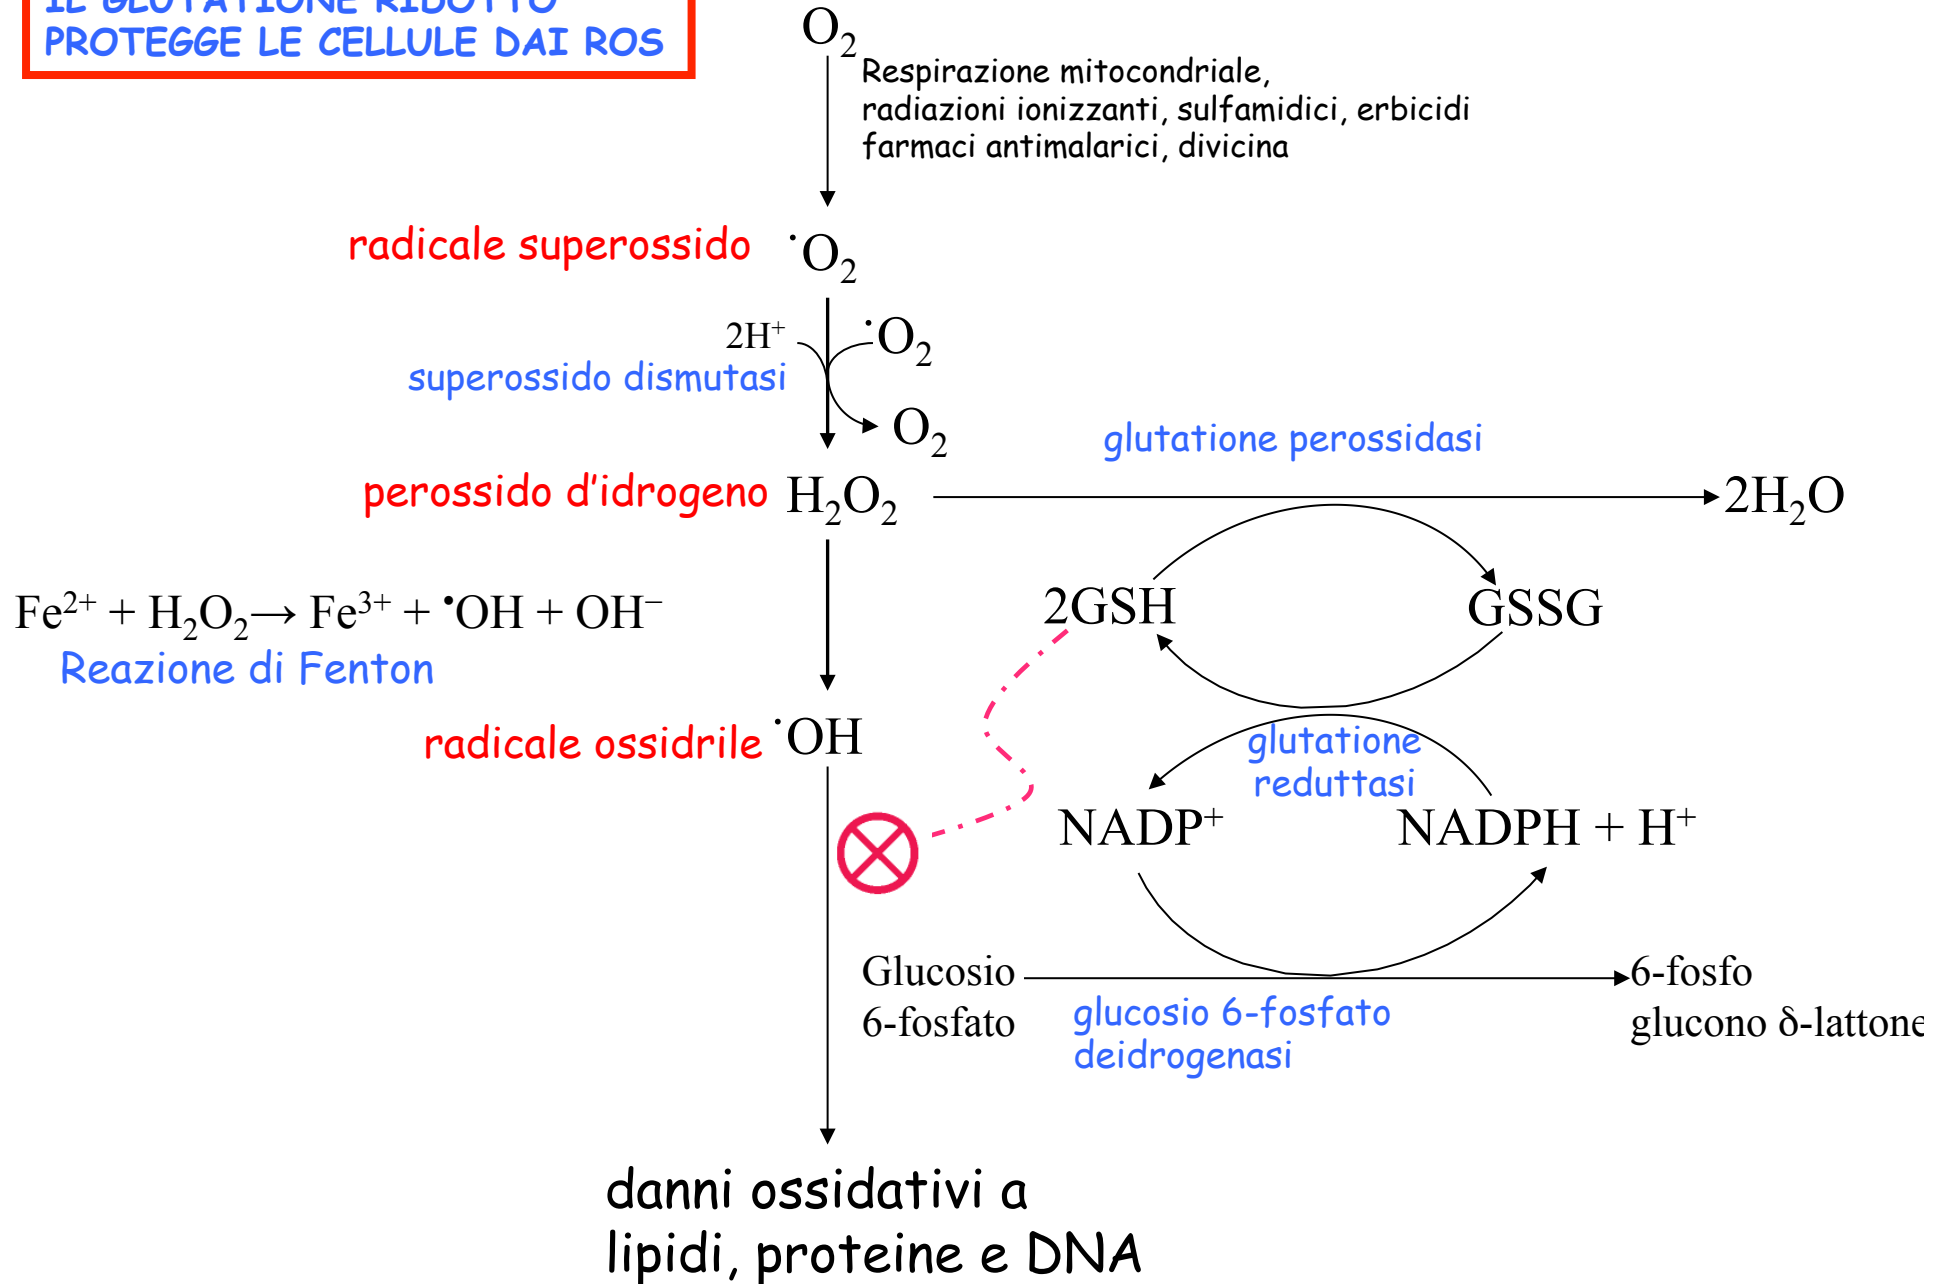 IL GLUTATIONE RIDOTTO
PROTEGGE LE CELLULE DAI ROS
O₂
Respirazione mitocondriale,
radiazioni ionizzanti, sulfamidici, erbicidi
farmaci antimalarici, divicina
radicale superossido ·O₂
2H⁺ ·O₂
superossido dismutasi
O₂
glutatione perossidasi
perossido d’idrogeno H₂O₂ 2H₂O
Fe²⁺ + H₂O₂→ Fe³⁺ + •OH + OH⁻
2GSH GSSG
Reazione di Fenton
radicale ossidrile ·OH
glutatione
reduttasi
NADP⁺ NADPH + H⁺
Glucosio
6-fosfato
glucosio 6-fosfato
deidrogenasi
6-fosfo
glucono δ-lattone
danni ossidativi a
lipidi, proteine e DNA